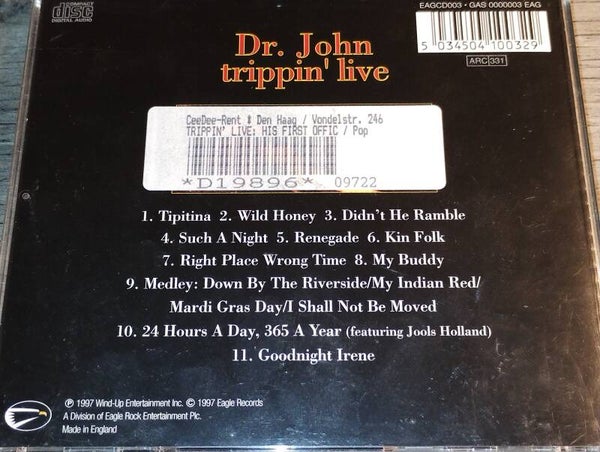 COMPACT
disc
DIGITAL AUDIO
EAGCD003 • GAS 0000003 EAG
5 034504 100329
ARC 331
Dr. John
trippin' live
CeeDee-Rent * Den Haag / Vondelstr. 246
TRIPPIN' LIVE: HIS FIRST OFFIC / Pop
*D19896* 09722
1. Tipitina 2. Wild Honey 3. Didn't He Ramble
4. Such A Night 5. Renegade 6. Kin Folk
7. Right Place Wrong Time 8. My Buddy
9. Medley: Down By The Riverside/My Indian Red/
Mardi Gras Day/I Shall Not Be Moved
10. 24 Hours A Day, 365 A Year (featuring Jools Holland)
11. Goodnight Irene
℗ 1997 Wind-Up Entertainment Inc. © 1997 Eagle Records
A Division of Eagle Rock Entertainment Plc.
Made in England